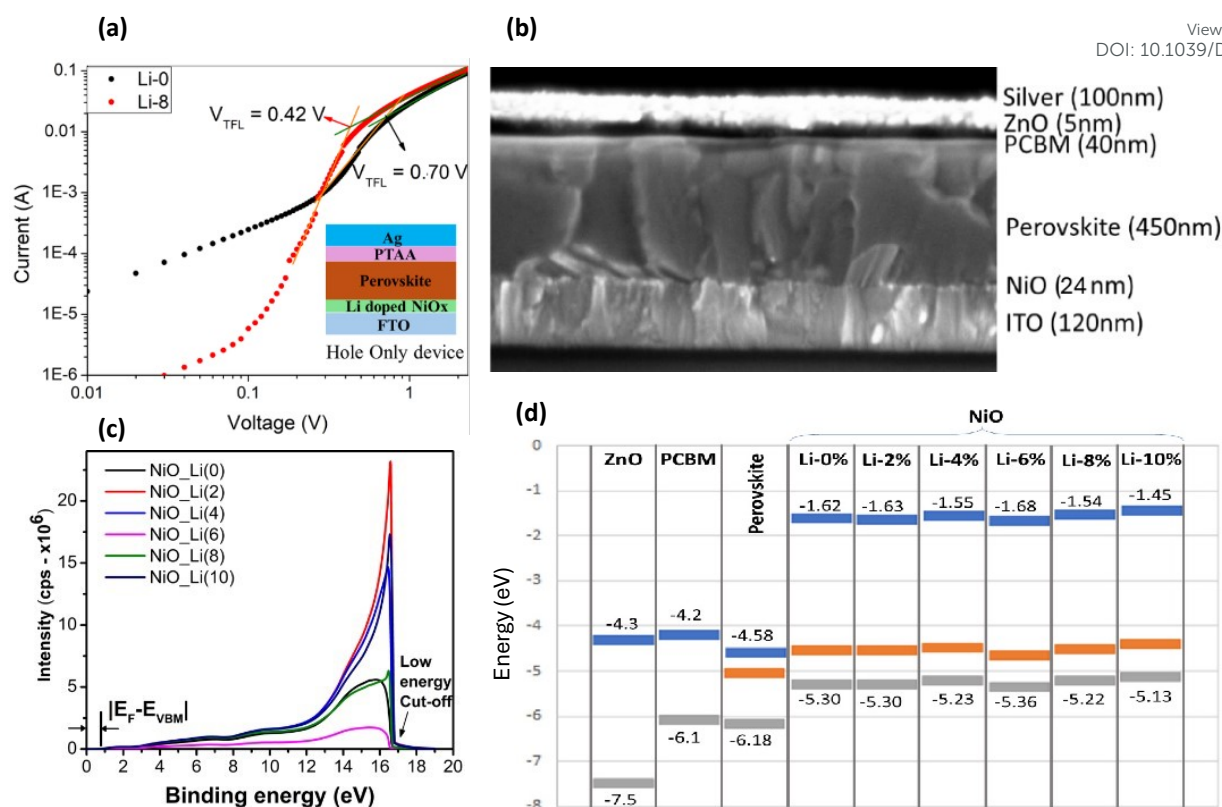 (a)
(b)
View
DOI: 10.1039/D
0.1
0.01
1E-3
1E-4
1E-5
1E-6
Current (A)
Li-0
Li-8
V_TFL = 0.42 V
V_TFL = 0.70 V
Ag
PTAA
Perovskite
Li doped NiOx
FTO
Hole Only device
0.01
0.1
1
Voltage (V)
Silver (100nm)
ZnO (5nm)
PCBM (40nm)
Perovskite (450nm)
NiO (24nm)
ITO (120nm)
(c)
Intensity (cps - x10⁶)
20
15
10
5
0
NiO_Li(0)
NiO_Li(2)
NiO_Li(4)
NiO_Li(6)
NiO_Li(8)
NiO_Li(10)
|E_F-E_VBM|
Low
energy
Cut-off
0 2 4 6 8 10 12 14 16 18 20
Binding energy (eV)
(d)
NiO
Energy (eV)
0
-1
-2
-3
-4
-5
-6
-7
-8
ZnO
PCBM
Perovskite
Li-0%
Li-2%
Li-4%
Li-6%
Li-8%
Li-10%
-1.62
-1.63
-1.55
-1.68
-1.54
-1.45
-4.3
-4.2
-4.58
-5.30
-5.30
-5.23
-5.36
-5.22
-5.13
-6.1
-6.18
-7.5